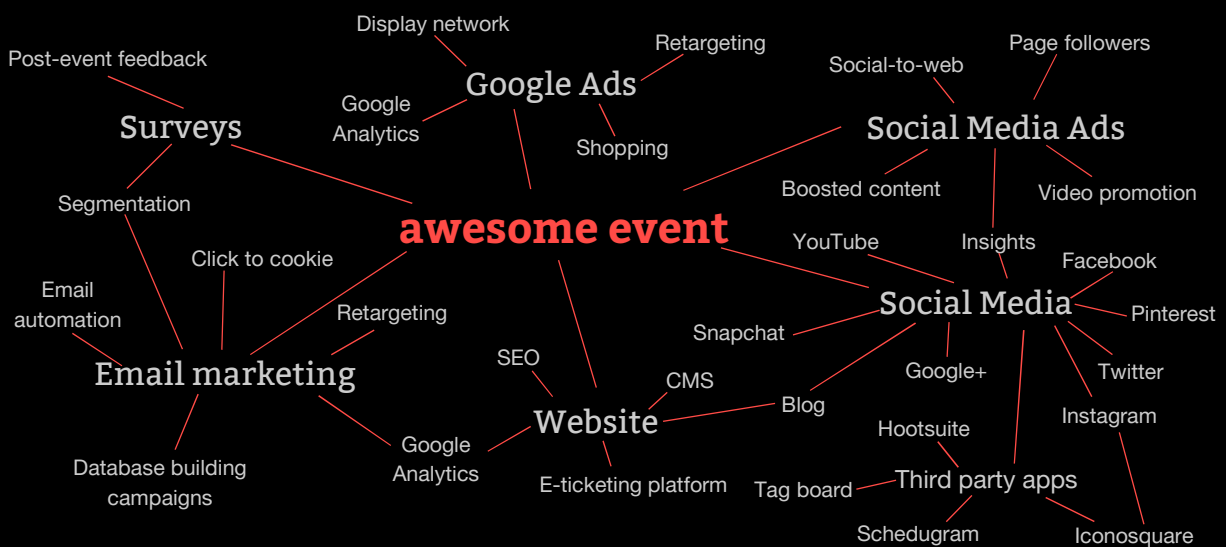 Display network
Retargeting
Page followers
Post-event feedback
Social-to-web
Google Ads
Google
Analytics
Surveys
Social Media Ads
Shopping
Boosted content
Video promotion
Segmentation
awesome event
YouTube
Insights
Click to cookie
Facebook
Email
automation
Retargeting
Social Media
Pinterest
Snapchat
SEO
Google+
Twitter
Email marketing
CMS
Blog
Website
Instagram
Hootsuite
Google
Analytics
Database building
campaigns
E-ticketing platform
Tag board
Third party apps
Schedugram
Iconosquare